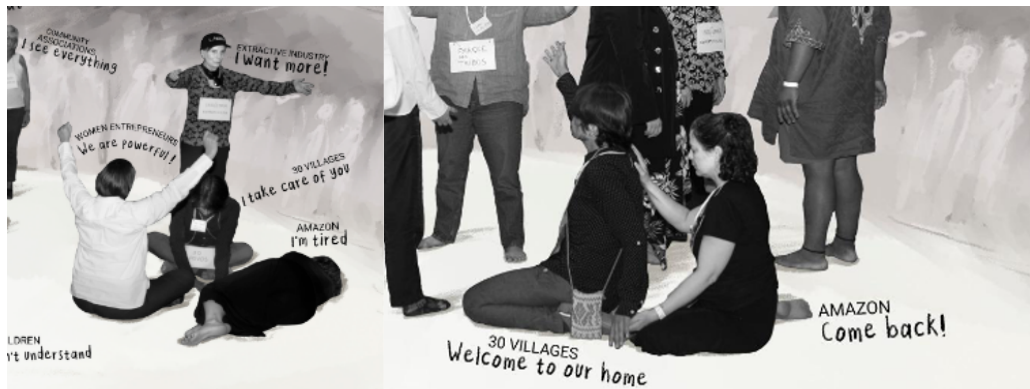 COMMUNITY
ASSOCIATIONS
I see everything
EXTRACTIVE INDUSTRY
I want more!
WOMEN ENTREPRENEURS
We are powerful!
30 VILLAGES
I take care of you
AMAZON
I'm tired
understand
30 VILLAGES
Welcome to our home
AMAZON
Come back!